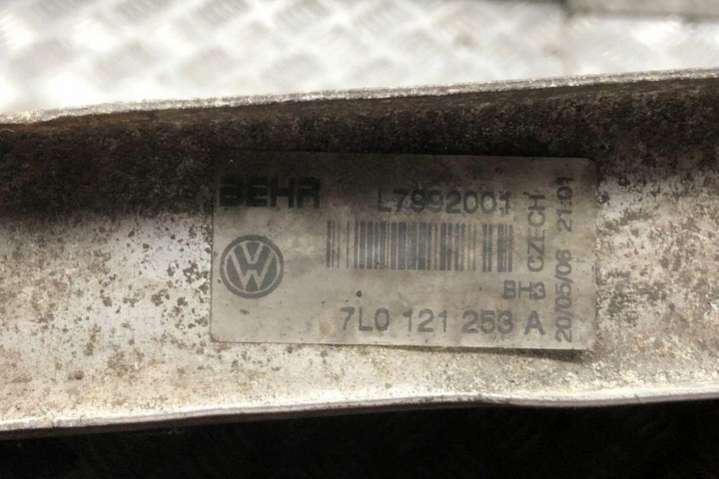 BEHR
L7992001
BH3 CZECH
7L0 121 253 A
20/05/06 21:01